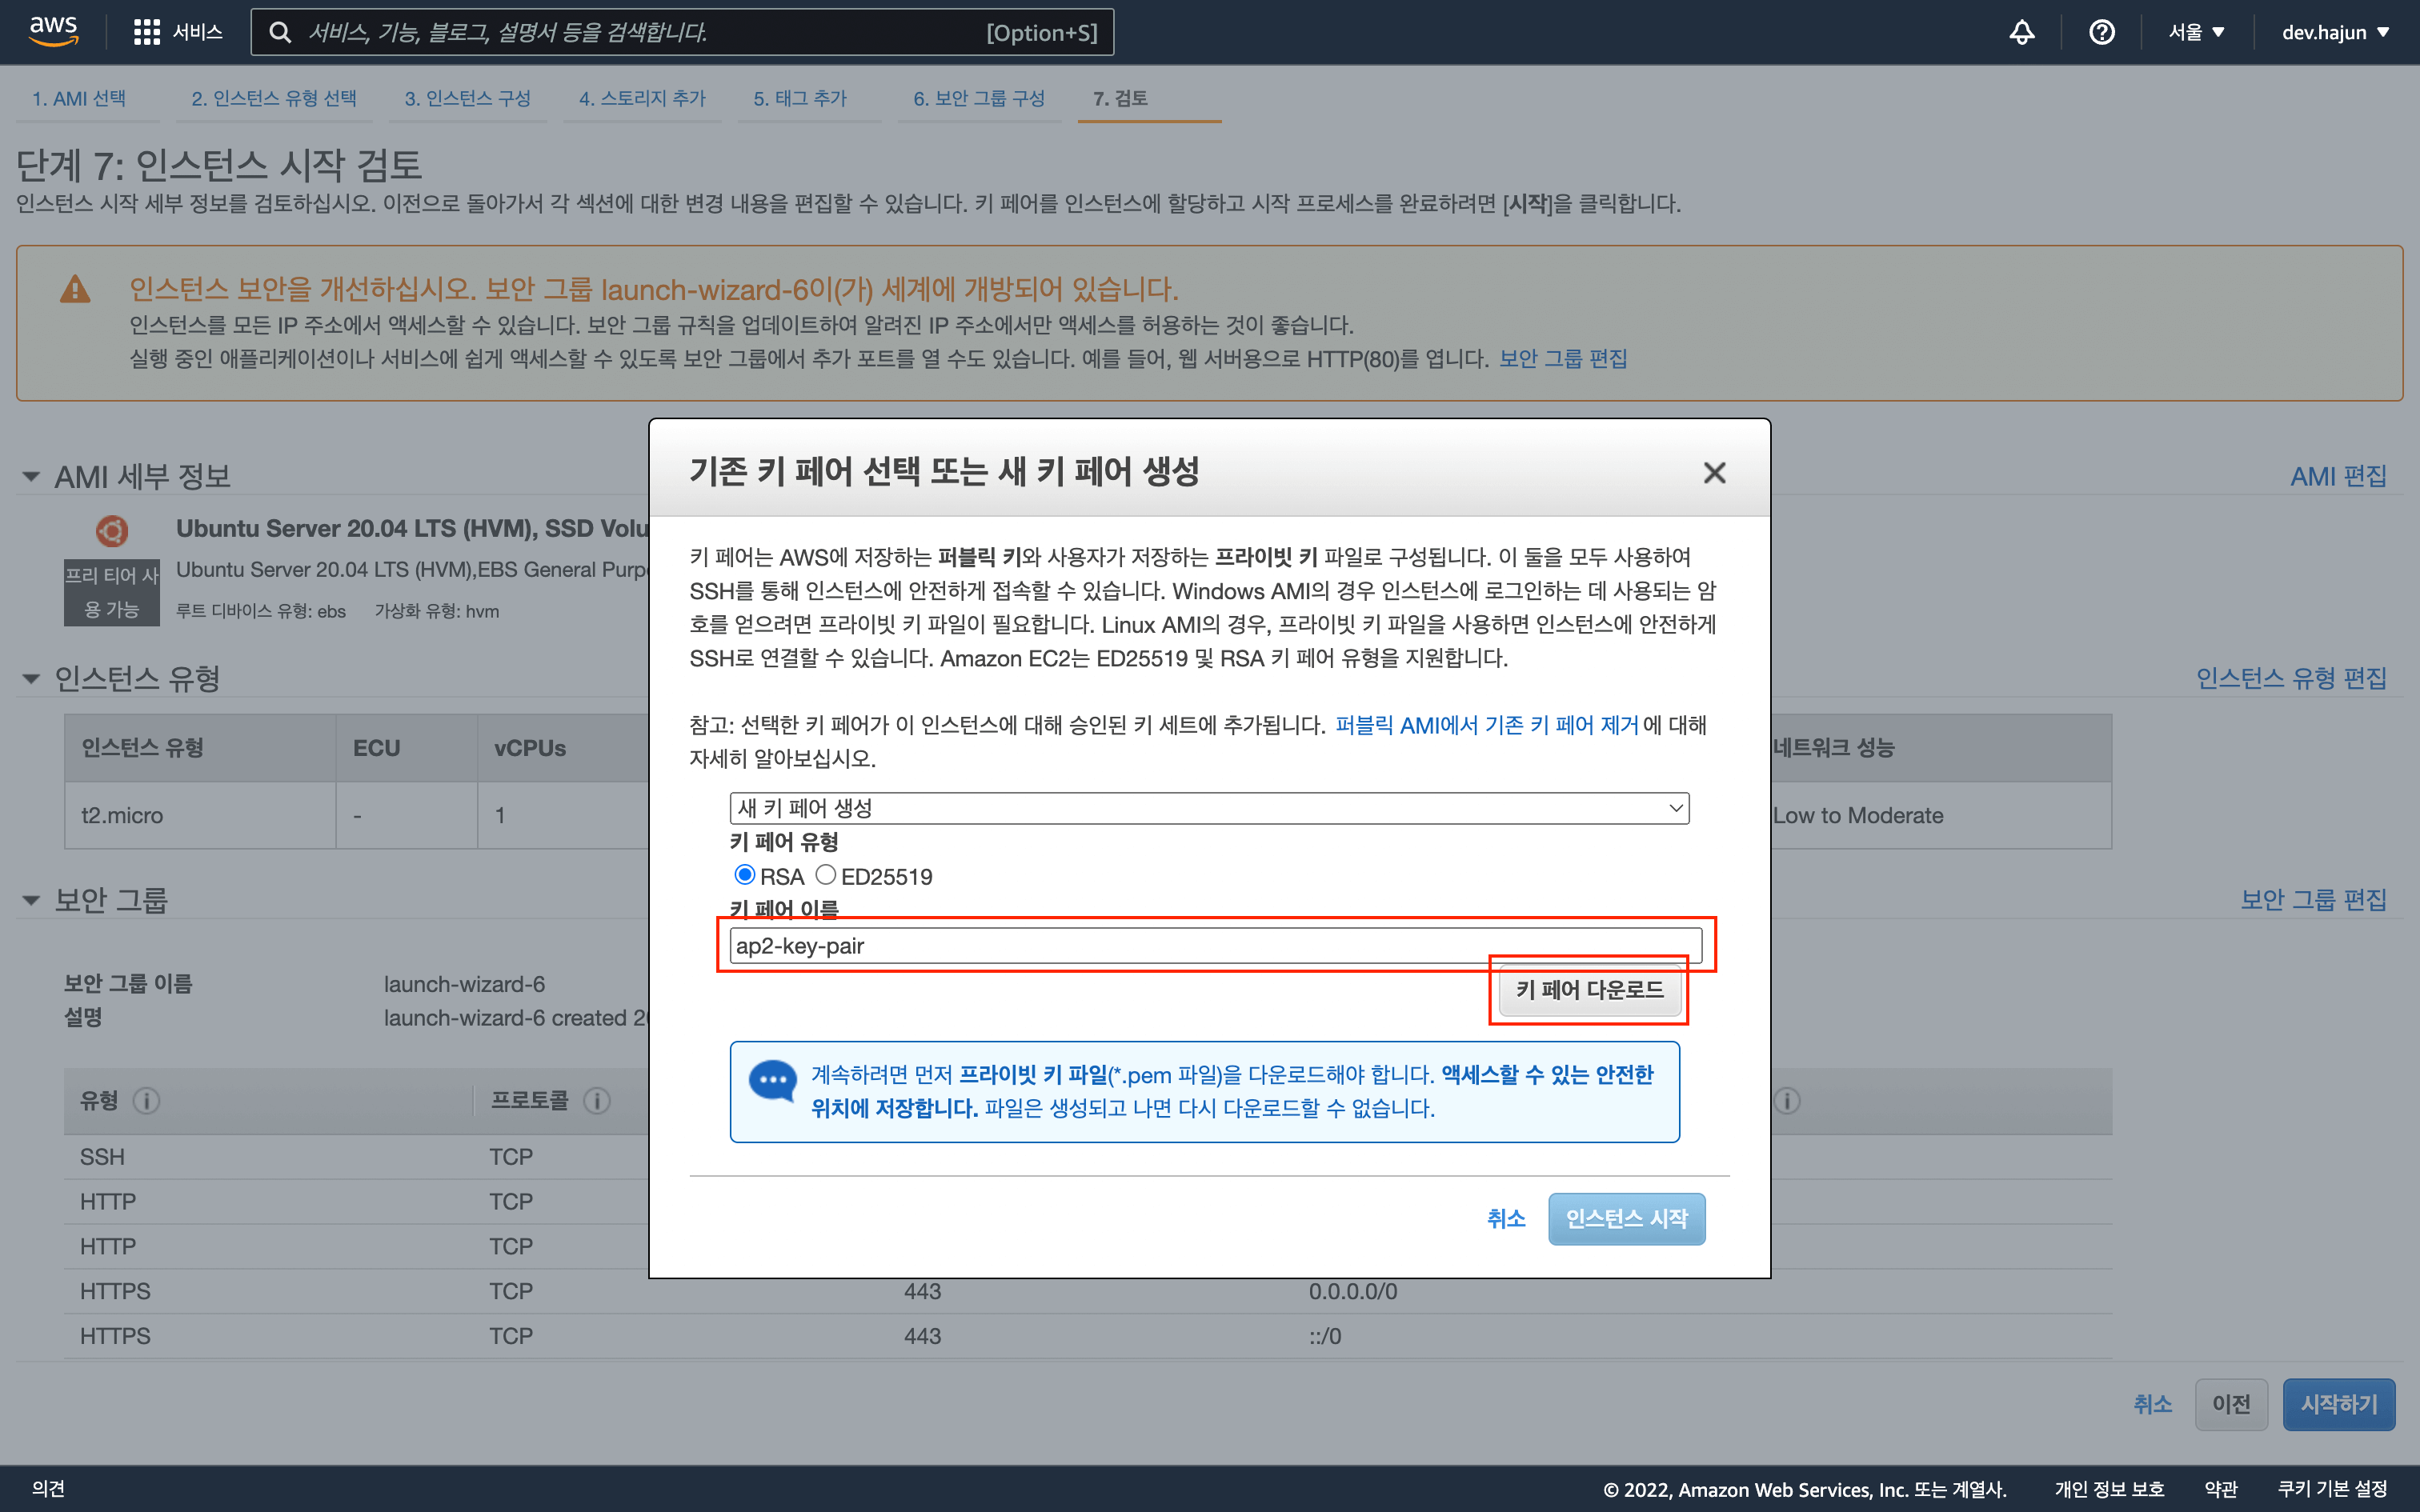 aws
서비스
서비스, 기능, 블로그, 설명서 등을 검색합니다.
[Option+S]
서울 ▼
dev.hajun ▼
1. AMI 선택
2. 인스턴스 유형 선택
3. 인스턴스 구성
4. 스토리지 추가
5. 태그 추가
6. 보안 그룹 구성
7. 검토
단계 7: 인스턴스 시작 검토
인스턴스 시작 세부 정보를 검토하십시오. 이전으로 돌아가서 각 섹션에 대한 변경 내용을 편집할 수 있습니다. 키 페어를 인스턴스에 할당하고 시작 프로세스를 완료하려면 [시작]을 클릭합니다.
인스턴스 보안을 개선하십시오. 보안 그룹 launch-wizard-6이(가) 세계에 개방되어 있습니다.
인스턴스를 모든 IP 주소에서 액세스할 수 있습니다. 보안 그룹 규칙을 업데이트하여 알려진 IP 주소에서만 액세스를 허용하는 것이 좋습니다.
실행 중인 애플리케이션이나 서비스에 쉽게 액세스할 수 있도록 보안 그룹에서 추가 포트를 열 수도 있습니다. 예를 들어, 웹 서버용으로 HTTP(80)를 엽니다. 보안 그룹 편집
AMI 세부 정보
AMI 편집
Ubuntu Server 20.04 LTS (HVM), SSD Volu
프리 티어 사
용 가능
Ubuntu Server 20.04 LTS (HVM),EBS General Purp
루트 디바이스 유형: ebs
가상화 유형: hvm
인스턴스 유형
인스턴스 유형 편집
인스턴스 유형
ECU
vCPUs
네트워크 성능
t2.micro
-
1
Low to Moderate
보안 그룹
보안 그룹 편집
보안 그룹 이름
launch-wizard-6
설명
launch-wizard-6 created
유형
프로토콜
SSH
TCP
HTTP
TCP
HTTP
TCP
HTTPS
TCP
443
0.0.0.0/0
HTTPS
TCP
443
::/0
기존 키 페어 선택 또는 새 키 페어 생성
키 페어는 AWS에 저장하는 퍼블릭 키와 사용자가 저장하는 프라이빗 키 파일로 구성됩니다. 이 둘을 모두 사용하여
SSH를 통해 인스턴스에 안전하게 접속할 수 있습니다. Windows AMI의 경우 인스턴스에 로그인하는 데 사용되는 암
호를 얻으려면 프라이빗 키 파일이 필요합니다. Linux AMI의 경우, 프라이빗 키 파일을 사용하면 인스턴스에 안전하게
SSH로 연결할 수 있습니다. Amazon EC2는 ED25519 및 RSA 키 페어 유형을 지원합니다.
참고: 선택한 키 페어가 이 인스턴스에 대해 승인된 키 세트에 추가됩니다. 퍼블릭 AMI에서 기존 키 페어 제거 에 대해
자세히 알아보십시오.
새 키 페어 생성
키 페어 유형
RSA
ED25519
키 페어 이름
ap2-key-pair
키 페어 다운로드
계속하려면 먼저 프라이빗 키 파일(*.pem 파일)을 다운로드해야 합니다. 액세스할 수 있는 안전한
위치에 저장합니다. 파일은 생성되고 나면 다시 다운로드할 수 없습니다.
취소
인스턴스 시작
취소
이전
시작하기
의견
© 2022, Amazon Web Services, Inc. 또는 계열사.
개인 정보 보호
약관
쿠키 기본 설정